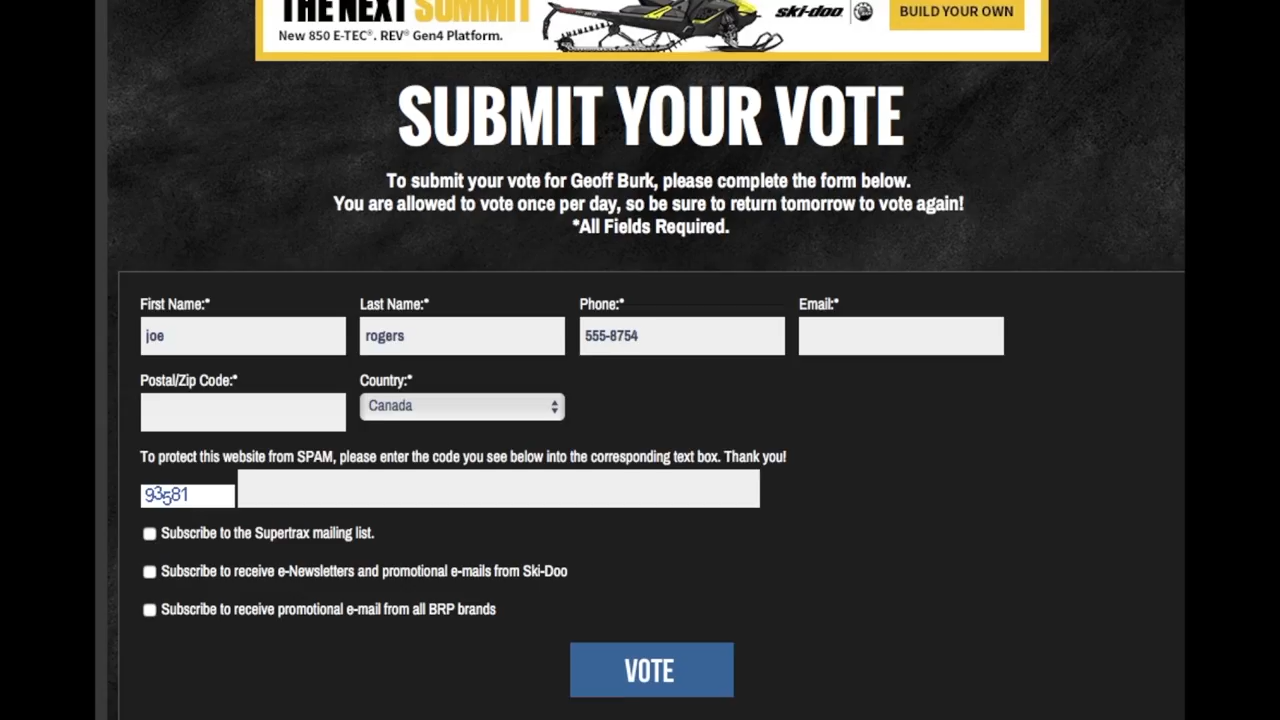 THE NEXT SUMMIT
New 850 E-TEC®. REV® Gen4 Platform.
ski-doo
BUILD YOUR OWN
SUBMIT YOUR VOTE
To submit your vote for Geoff Burk, please complete the form below.
You are allowed to vote once per day, so be sure to return tomorrow to vote again!
*All Fields Required.
First Name:* Last Name:* Phone:* Email:*
joe rogers 555-8754
Postal/Zip Code:* Country:*
Canada
To protect this website from SPAM, please enter the code you see below into the corresponding text box. Thank you!
93581
Subscribe to the Supertrax mailing list.
Subscribe to receive e-Newsletters and promotional e-mails from Ski-Doo
Subscribe to receive promotional e-mail from all BRP brands
VOTE